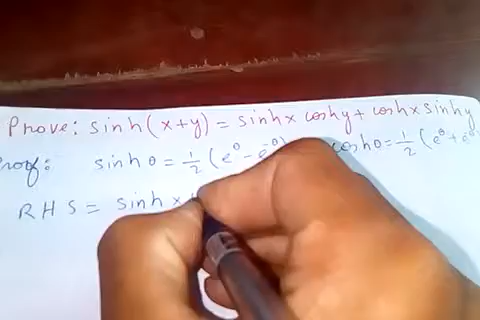 Prove: sinh(x+y) = sinhx coshy + coshx sinhy
Proof: sinhθ = 1/2 (e^θ - e^-θ) coshθ = 1/2 (e^θ + e^-θ
RHS = sinhx